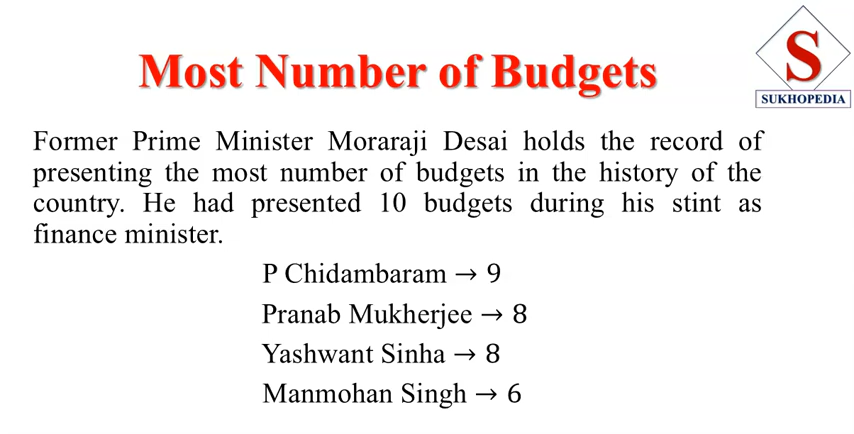 Most Number of Budgets
S
SUKHOPEDIA
Former Prime Minister Moraraji Desai holds the record of
presenting the most number of budgets in the history of the
country. He had presented 10 budgets during his stint as
finance minister.
P Chidambaram → 9
Pranab Mukherjee → 8
Yashwant Sinha → 8
Manmohan Singh → 6